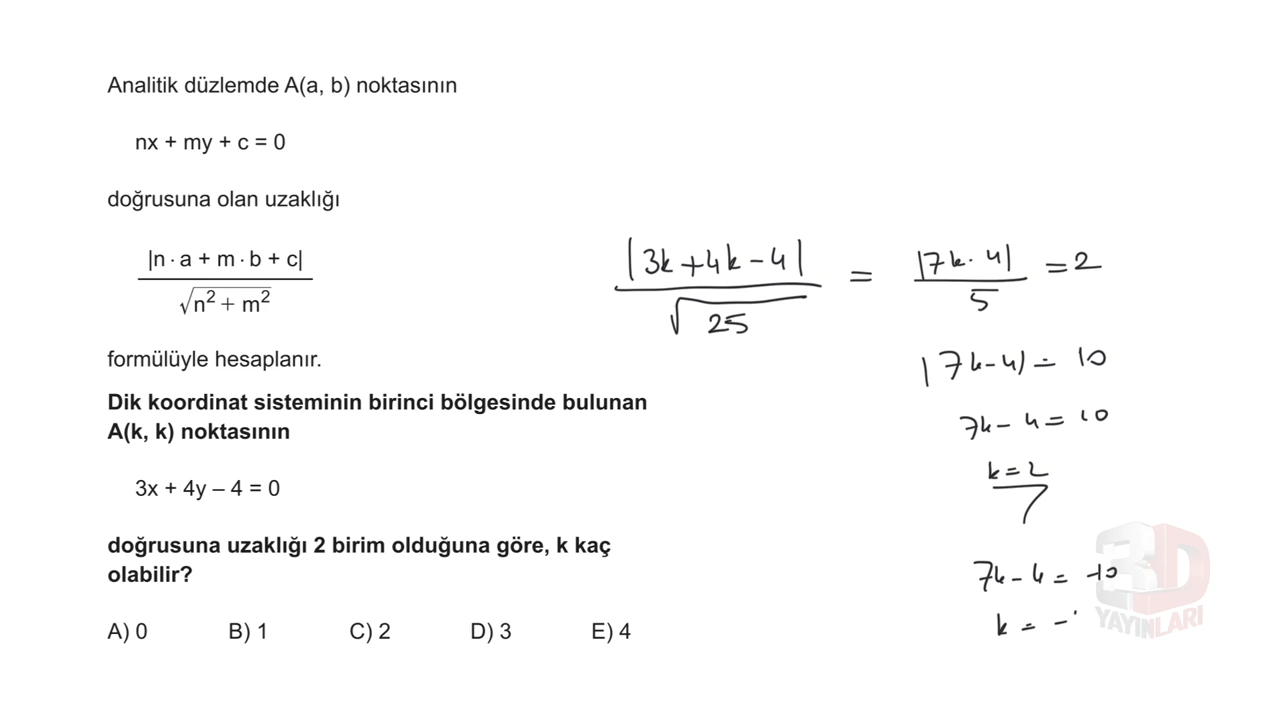 Analitik düzlemde A(a, b) noktasının
nx + my + c = 0
doğrusuna olan uzaklığı
|n · a + m · b + c|
√n² + m²
formülüyle hesaplanır.
Dik koordinat sisteminin birinci bölgesinde bulunan
A(k, k) noktasının
3x + 4y – 4 = 0
doğrusuna uzaklığı 2 birim olduğuna göre, k kaç
olabilir?
A) 0 B) 1 C) 2 D) 3 E) 4
|3k+4k-4| = |7k-4| = 2
√25 5
|7k-4| = 10
7k-4 = 10
k=2
7k-4 = -10
k = -
3D
YAYINLARI